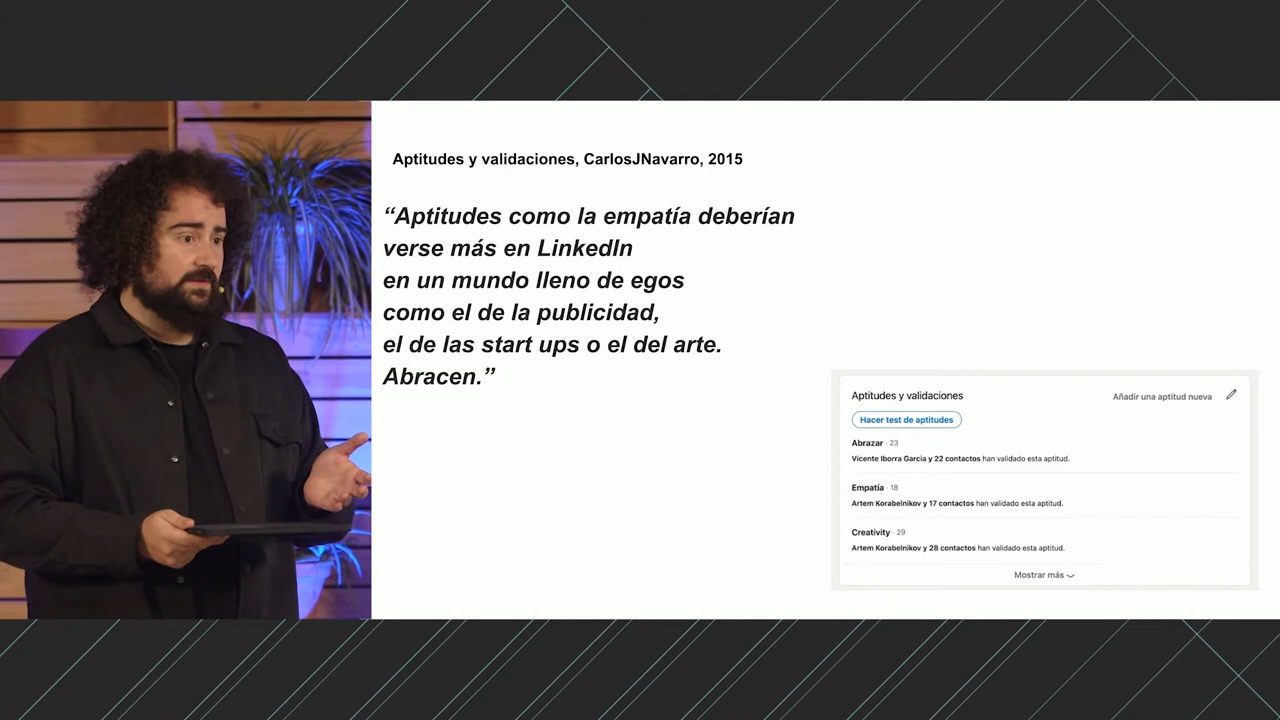 Aptitudes y validaciones, CarlosJNavarro, 2015
“Aptitudes como la empatía deberían
verse más en LinkedIn
en un mundo lleno de egos
como el de la publicidad,
el de las start ups o el del arte.
Abracen.”
Aptitudes y validaciones
Añadir una aptitud nueva
Hacer test de aptitudes
Abrazar · 23
Vicente Iborra Garcia y 22 contactos han validado esta aptitud.
Empatía · 18
Artem Korabelnikov y 17 contactos han validado esta aptitud.
Creativity · 29
Artem Korabelnikov y 28 contactos han validado esta aptitud.
Mostrar más